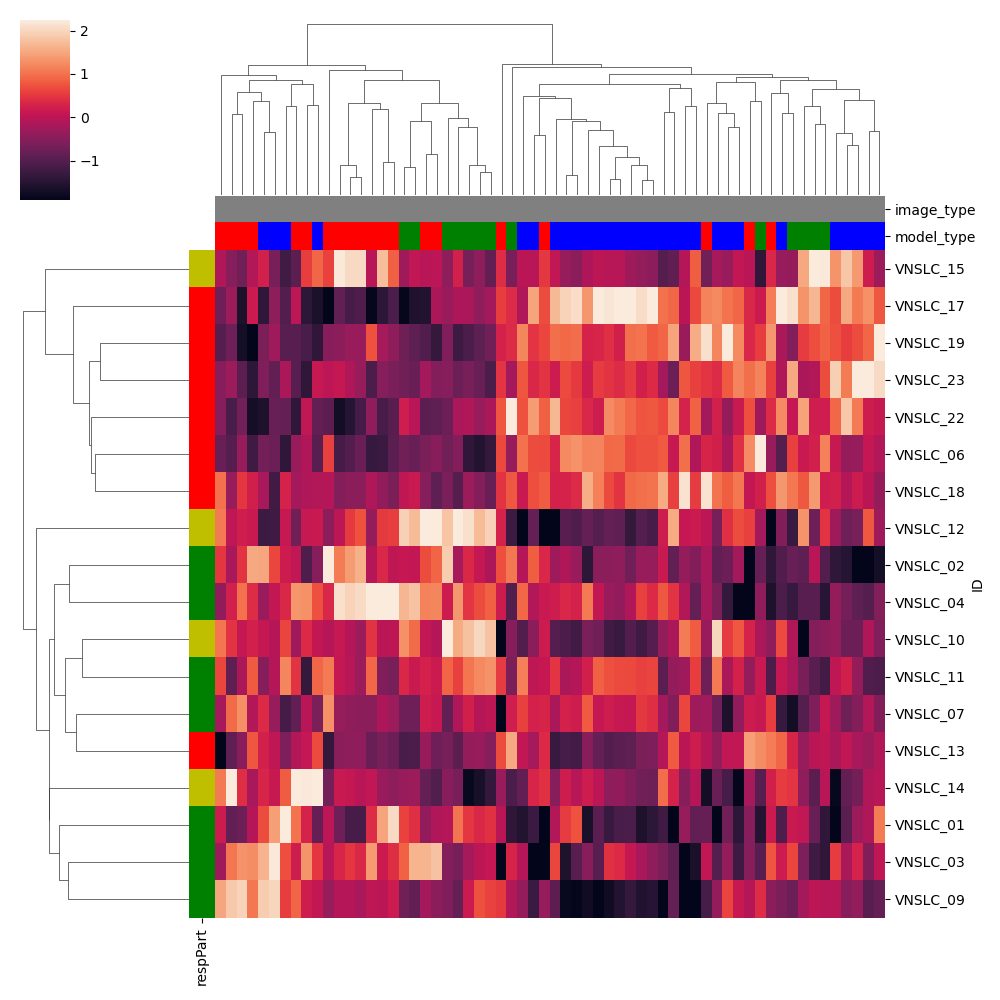 2
1
0
−1
image_type
model_type
VNSLC_15
VNSLC_17
VNSLC_19
VNSLC_23
VNSLC_22
VNSLC_06
VNSLC_18
VNSLC_12
VNSLC_02
VNSLC_04
VNSLC_10
VNSLC_11
VNSLC_07
VNSLC_13
VNSLC_14
VNSLC_01
VNSLC_03
VNSLC_09
ID
respPart